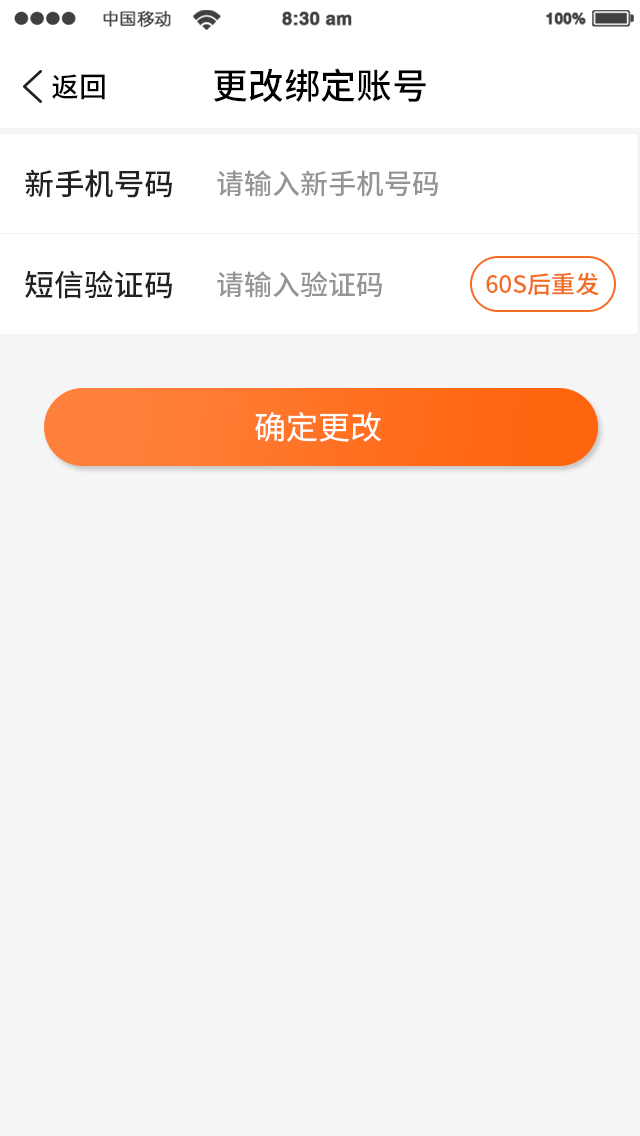 中国移动 8:30 am 100%
返回 更改绑定账号
新手机号码 请输入新手机号码
短信验证码 请输入验证码 60S后重发
确定更改